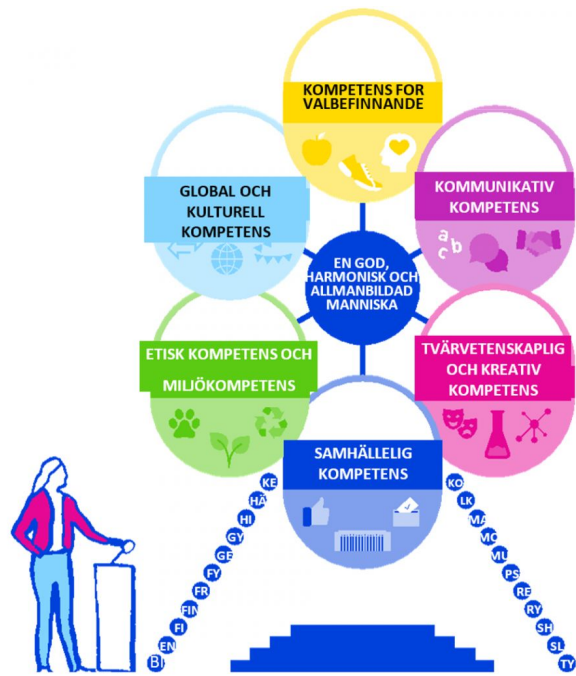 KOMPETENS FOR
VALBEFINNANDE
GLOBAL OCH
KULTURELL
KOMPETENS
KOMMUNIKATIV
KOMPETENS
a
b
c
EN GOD,
HARMONISK OCH
ALLMANBILDAD
MANNISKA
ETISK KOMPETENS OCH
MILJÖKOMPETENS
TVÄRVETENSKAPLIG
OCH KREATIV
KOMPETENS
SAMHÄLLELIG
KOMPETENS
KE
HÄ
HI
GY
GE
FY
FR
FIN
FI
EN
BI
KO
LK
MA
MO
MU
PS
RE
RY
SH
SL
TY